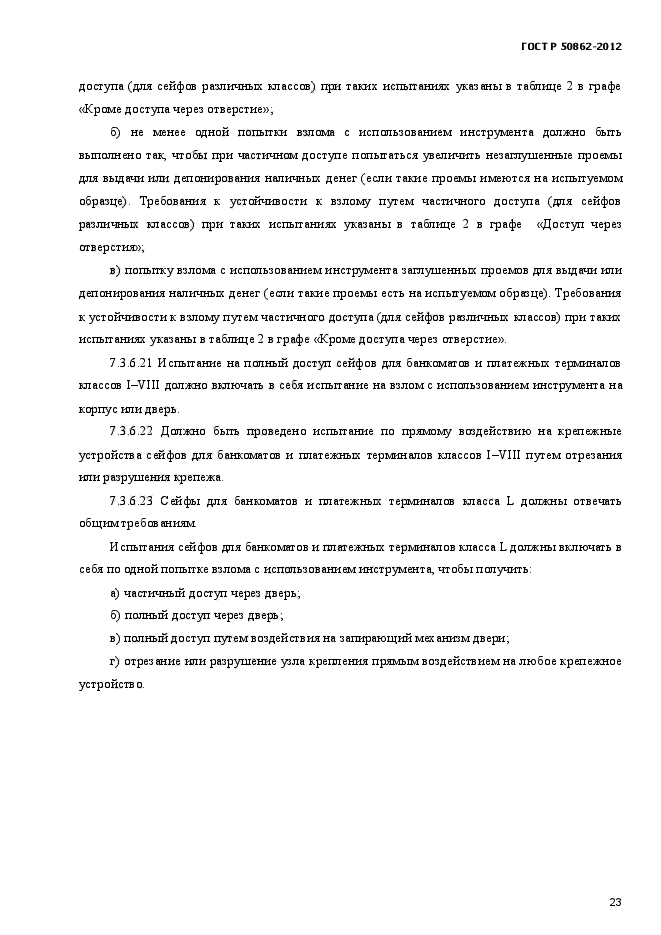 ГОСТ Р 50862-2012
доступа (для сейфов различных классов) при таких испытаниях указаны в таблице 2 в графе
«Кроме доступа через отверстие»;
б) не менее одной попытки взлома с использованием инструмента должно быть
выполнено так, чтобы при частичном доступе попытаться увеличить незаглушенные проемы
для выдачи или депонирования наличных денег (если такие проемы имеются на испытуемом
образце). Требования к устойчивости к взлому путем частичного доступа (для сейфов
различных классов) при таких испытаниях указаны в таблице 2 в графе «Доступ через
отверстия»;
в) попытку взлома с использованием инструмента заглушенных проемов для выдачи или
депонирования наличных денег (если такие проемы есть на испытуемом образце). Требования
к устойчивости к взлому путем частичного доступа (для сейфов различных классов) при таких
испытаниях указаны в таблице 2 в графе «Кроме доступа через отверстие».
7.3.6.21 Испытание на полный доступ сейфов для банкоматов и платежных терминалов
классов I–VIII должно включать в себя испытание на взлом с использованием инструмента на
корпус или дверь.
7.3.6.22 Должно быть проведено испытание по прямому воздействию на крепежные
устройства сейфов для банкоматов и платежных терминалов классов I–VIII путем отрезания
или разрушения крепежа.
7.3.6.23 Сейфы для банкоматов и платежных терминалов класса L должны отвечать
общим требованиям.
Испытания сейфов для банкоматов и платежных терминалов класса L должны включать в
себя по одной попытке взлома с использованием инструмента, чтобы получить:
а) частичный доступ через дверь;
б) полный доступ через дверь;
в) полный доступ путем воздействия на запирающий механизм двери;
г) отрезание или разрушение узла крепления прямым воздействием на любое крепежное
устройство.
23